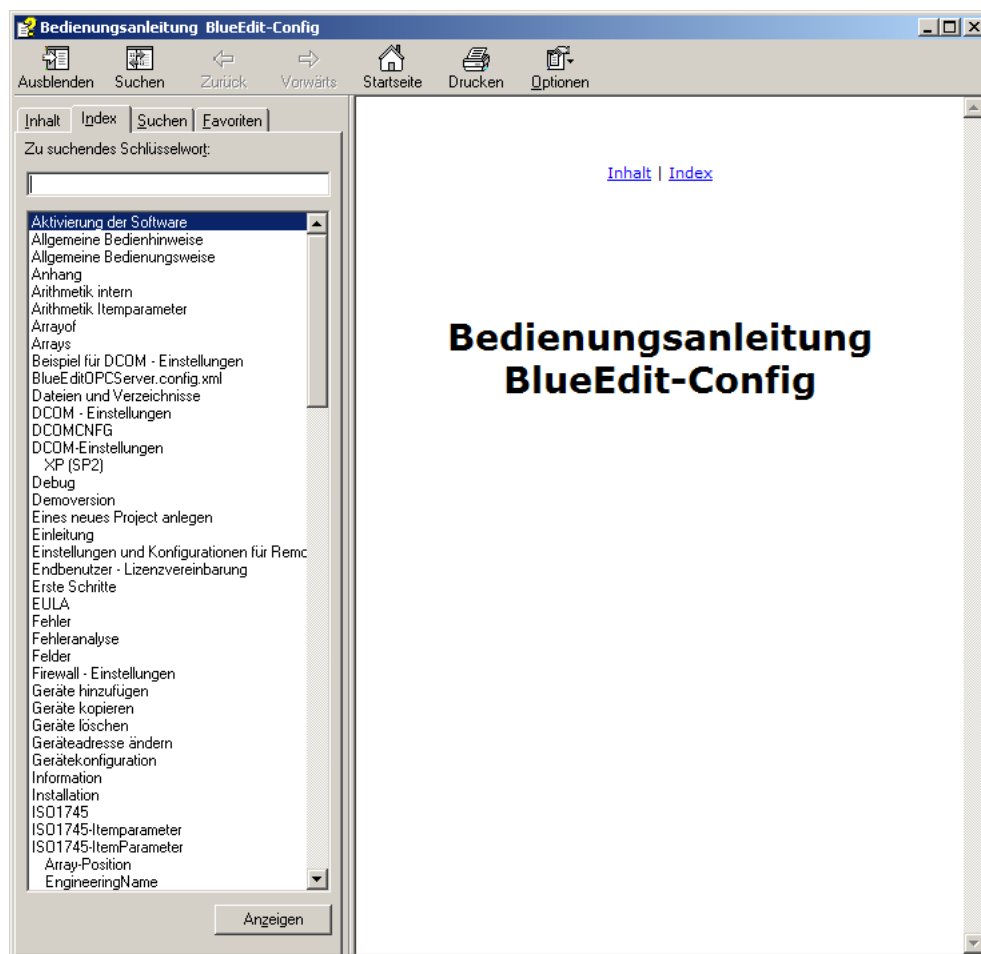 Bedienungsanleitung BlueEdit-Config
Ausblenden Suchen Zurück Vorwärts Startseite Drucken Optionen
Inhalt Index Suchen Favoriten
Zu suchendes Schlüsselwort:
Aktivierung der Software
Allgemeine Bedienhinweise
Allgemeine Bedienungsweise
Anhang
Arithmetik intern
Arithmetik Itemparameter
Arrayof
Arrays
Beispiel für DCOM - Einstellungen
BlueEditOPCServer.config.xml
Dateien und Verzeichnisse
DCOM - Einstellungen
DCOMCNFG
DCOM-Einstellungen
XP (SP2)
Debug
Demoversion
Eines neues Project anlegen
Einleitung
Einstellungen und Konfigurationen für Remo
Endbenutzer - Lizenzvereinbarung
Erste Schritte
EULA
Fehler
Fehleranalyse
Felder
Firewall - Einstellungen
Geräte hinzufügen
Geräte kopieren
Geräte löschen
Geräteadresse ändern
Gerätekonfiguration
Information
Installation
ISO1745
ISO1745-Itemparameter
ISO1745-ItemParameter
Array-Position
EngineeringName
Anzeigen
Inhalt | Index
Bedienungsanleitung
BlueEdit-Config